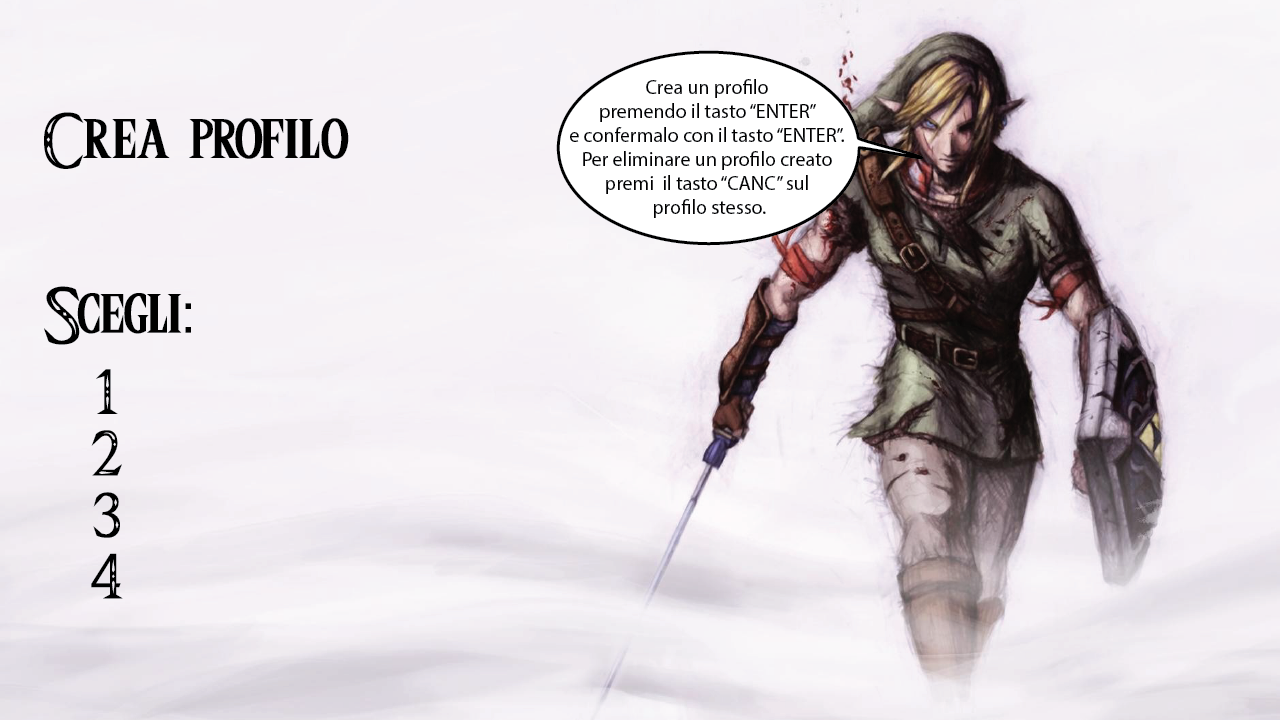 Crea profilo
Scegli:
1
2
3
4
Crea un profilo
premendo il tasto “ENTER”
e confermalo con il tasto “ENTER”.
Per eliminare un profilo creato
premi  il tasto “CANC” sul
profilo stesso.